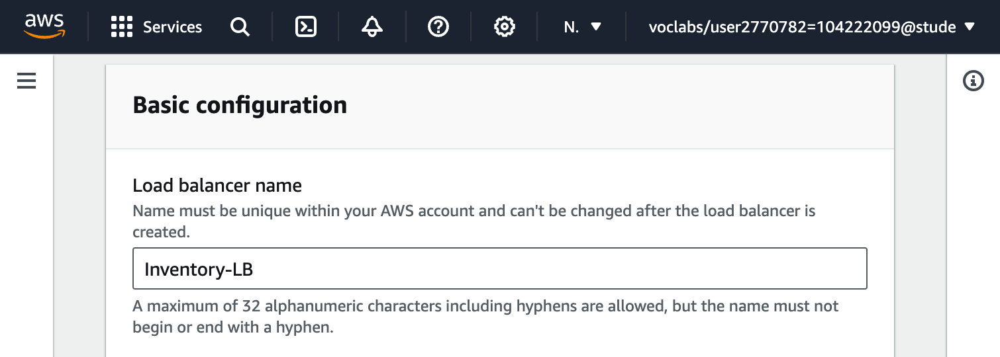 aws Services N. voclabs/user2770782=104222099@stude
Basic configuration
Load balancer name
Name must be unique within your AWS account and can't be changed after the load balancer is
created.
Inventory-LB
A maximum of 32 alphanumeric characters including hyphens are allowed, but the name must not
begin or end with a hyphen.